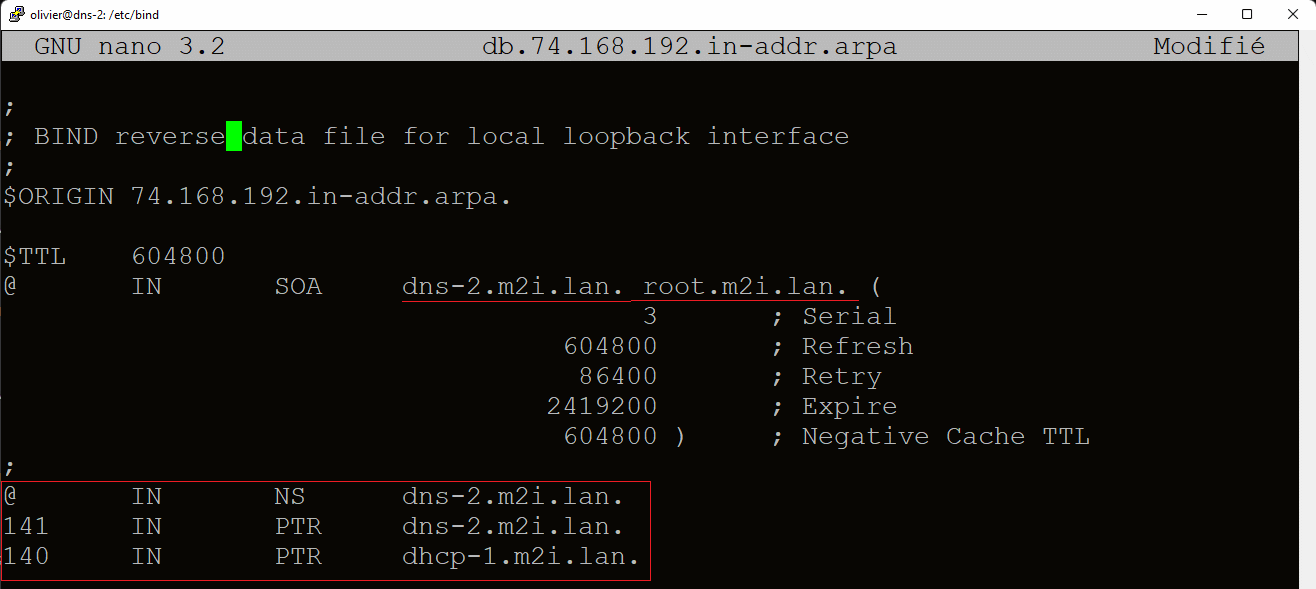 olivier@dns-2: /etc/bind
GNU nano 3.2 db.74.168.192.in-addr.arpa Modifié
;
; BIND reverse data file for local loopback interface
;
$ORIGIN 74.168.192.in-addr.arpa.
$TTL 604800
@ IN SOA dns-2.m2i.lan. root.m2i.lan. (
3 ; Serial
604800 ; Refresh
86400 ; Retry
2419200 ; Expire
604800 ) ; Negative Cache TTL
;
@ IN NS dns-2.m2i.lan.
141 IN PTR dns-2.m2i.lan.
140 IN PTR dhcp-1.m2i.lan.